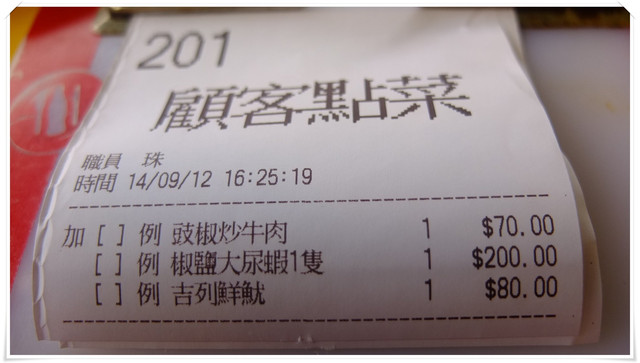 201
顧客點菜
職員 珠
時間 14/09/12 16:25:19
加 [ ] 例 豉椒炒牛肉 1 $70.00
[ ] 例 椒鹽大尿蝦1隻 1 $200.00
[ ] 例 吉列鮮魷 1 $80.00